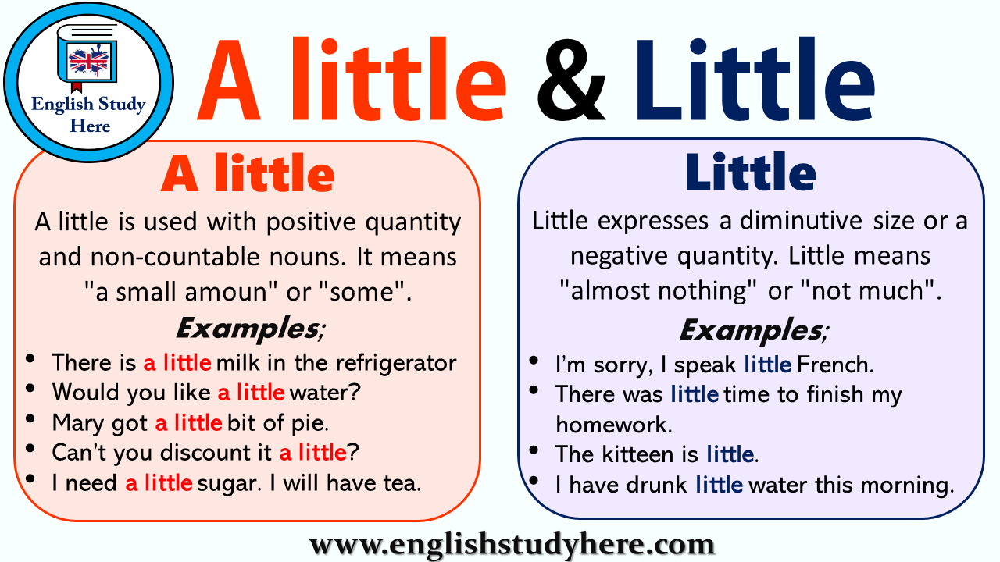 English Study
Here
A little & Little
A little
A little is used with positive quantity
and non-countable nouns. It means
"a small amoun" or "some".
Examples;
• There is a little milk in the refrigerator
• Would you like a little water?
• Mary got a little bit of pie.
• Can’t you discount it a little?
• I need a little sugar. I will have tea.
Little
Little expresses a diminutive size or a
negative quantity. Little means
"almost nothing" or "not much".
Examples;
• I’m sorry, I speak little French.
• There was little time to finish my
homework.
• The kitteen is little.
• I have drunk little water this morning.
www.englishstudyhere.com